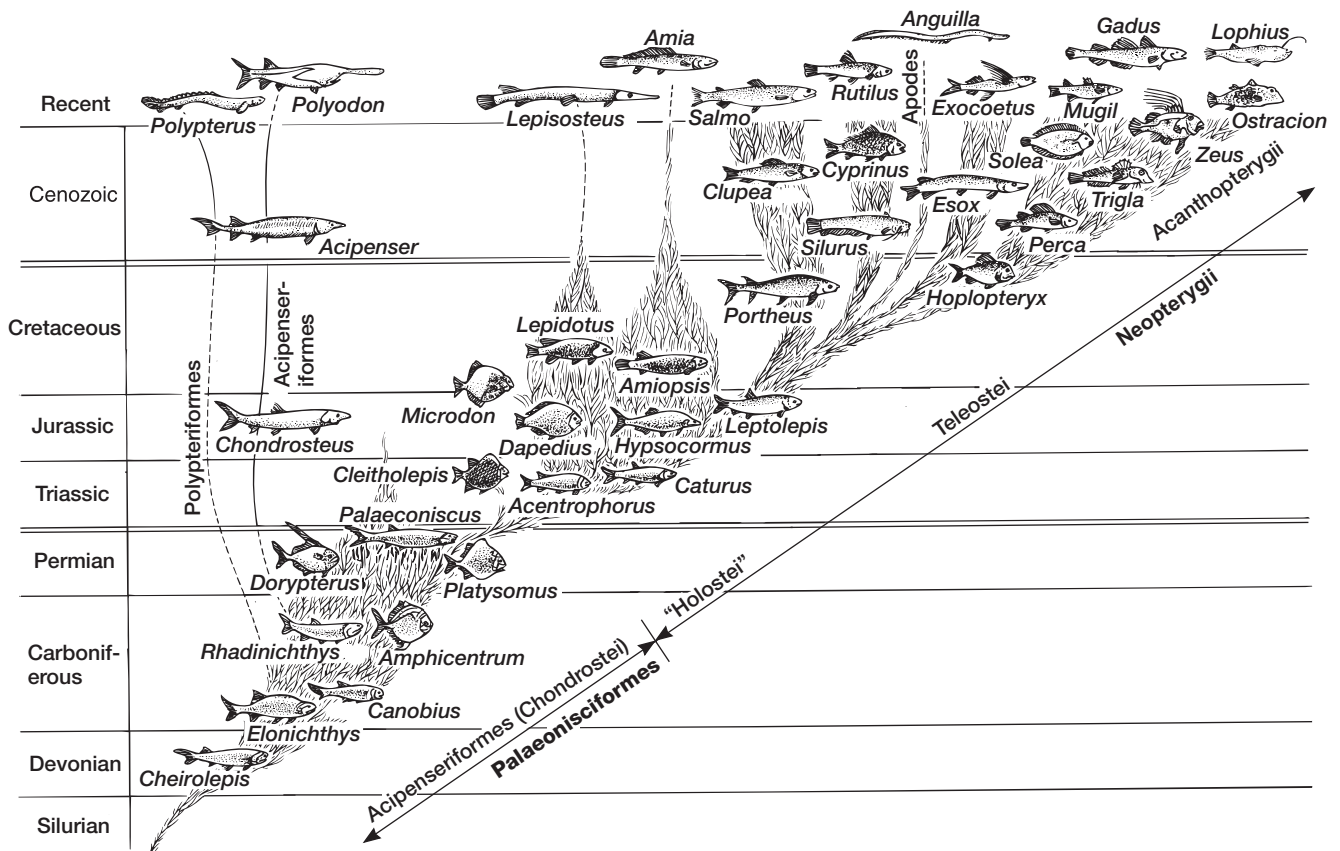 Anguilla
Gadus
Lophius
Amia
Recent
Polypterus
Polyodon
Lepisosteus
Salmo
Rutilus
Apodes
Exocoetus
Mugil
Ostracion
Cenozoic
Acipenser
Clupea
Cyprinus
Silurus
Esox
Solea
Trigla
Zeus
Perca
Acanthopterygii
Cretaceous
Acipenser-
iformes
Lepidotus
Amiopsis
Portheus
Hoplopteryx
Neopterygii
Jurassic
Polypteriformes
Chondrosteus
Microdon
Dapedius
Hypsocormus
Leptolepis
Teleostei
Triassic
Cleitholepis
Acentrophorus
Caturus
Palaeconiscus
Permian
Dorypterus
Platysomus
“Holostei”
Carbonif-
erous
Rhadinichthys
Amphicentrum
Canobius
Elonichthys
Acipenseriformes (Chondrostei)
Palaeonisciformes
Devonian
Cheirolepis
Silurian